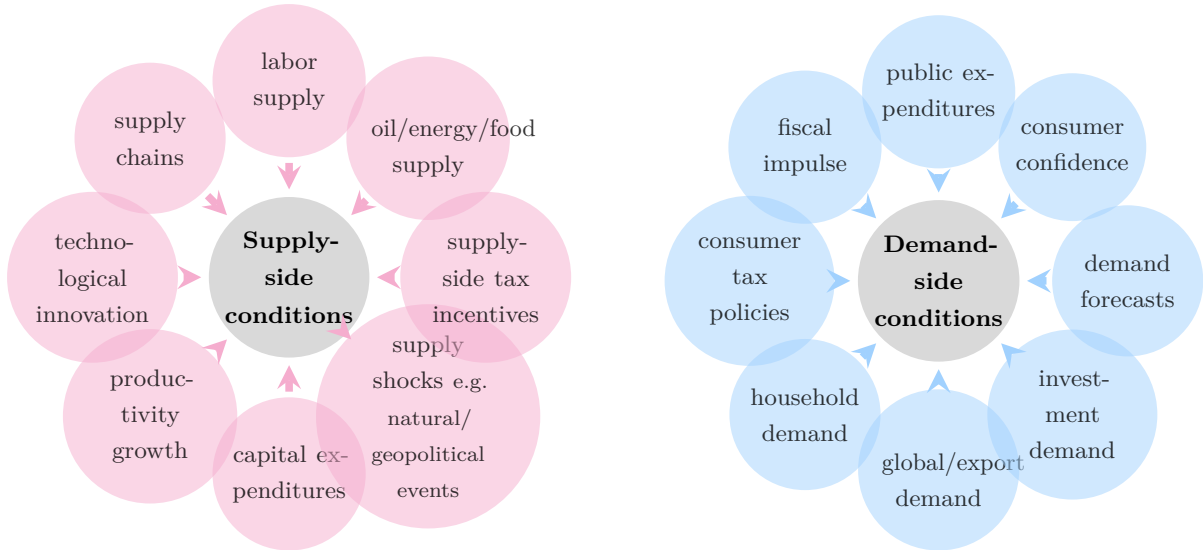 labor
supply
oil/energy/food
supply
supply-
side tax
incentives
supply
shocks e.g.
natural/
geopolitical
events
capital ex-
penditures
produc-
tivity
growth
techno-
logical
innovation
supply
chains
Supply-
side
conditions
public ex-
penditures
consumer
confidence
demand
forecasts
invest-
ment
demand
global/export
demand
household
demand
consumer
tax
policies
fiscal
impulse
Demand-
side
conditions